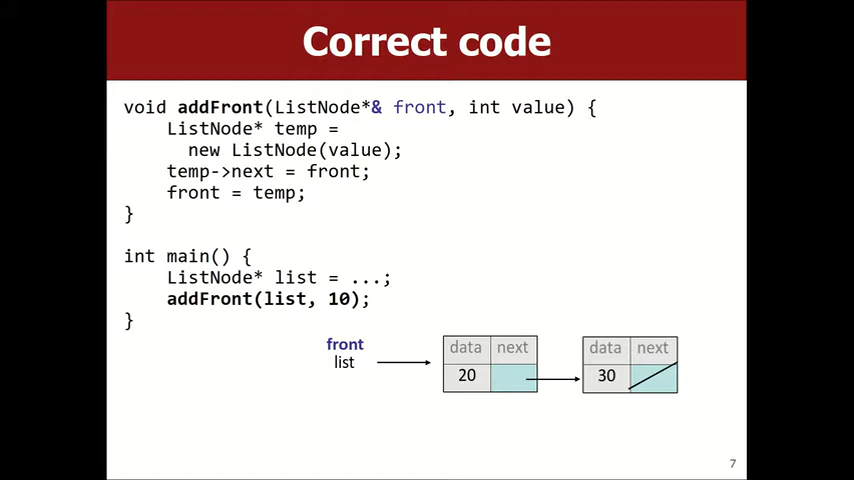 Correct code
void addFront(ListNode*& front, int value) {
    ListNode* temp =
      new ListNode(value);
    temp->next = front;
    front = temp;
}
int main() {
    ListNode* list = ...;
    addFront(list, 10);
}
front
list
data next
20
data next
30
7